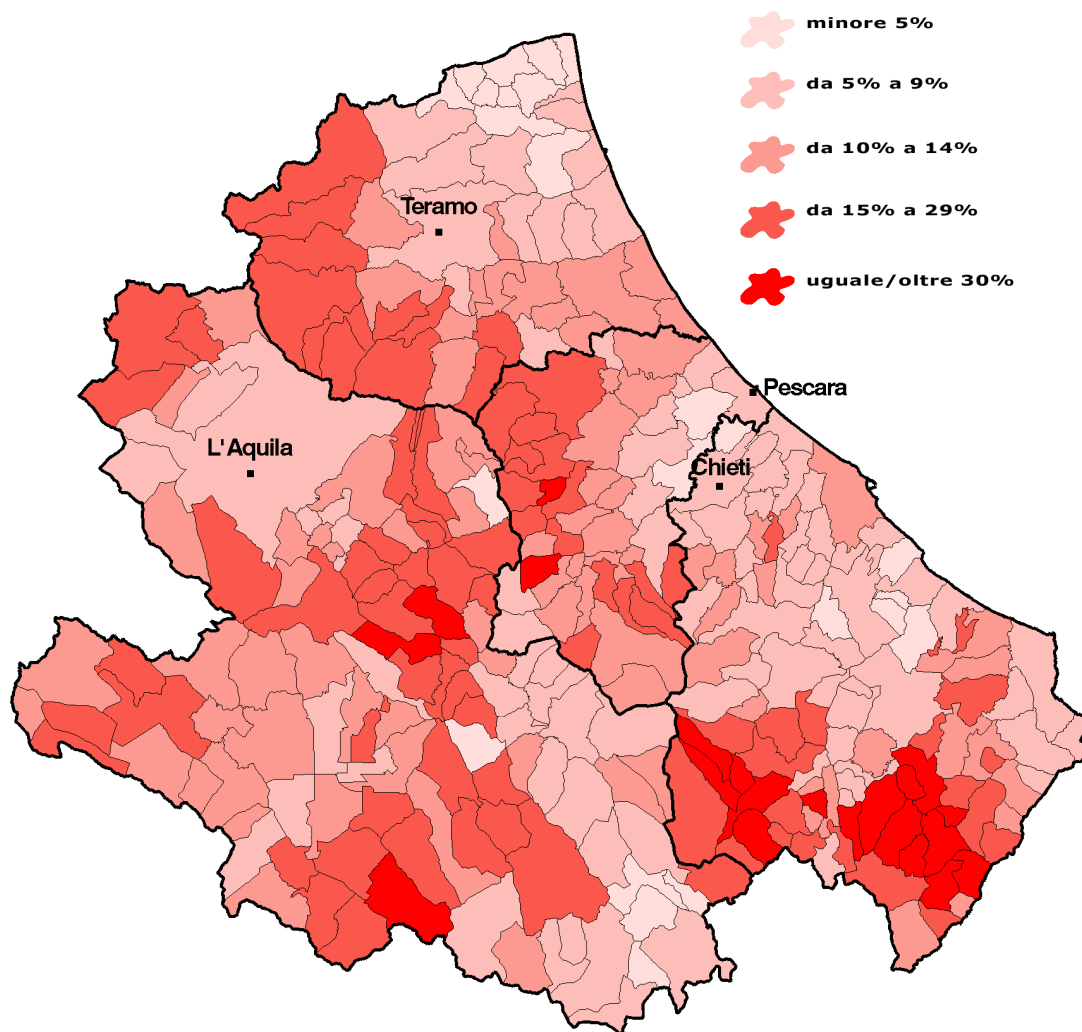 minore 5%
da 5% a 9%
da 10% a 14%
da 15% a 29%
uguale/oltre 30%
Teramo
Pescara
L'Aquila
Chieti